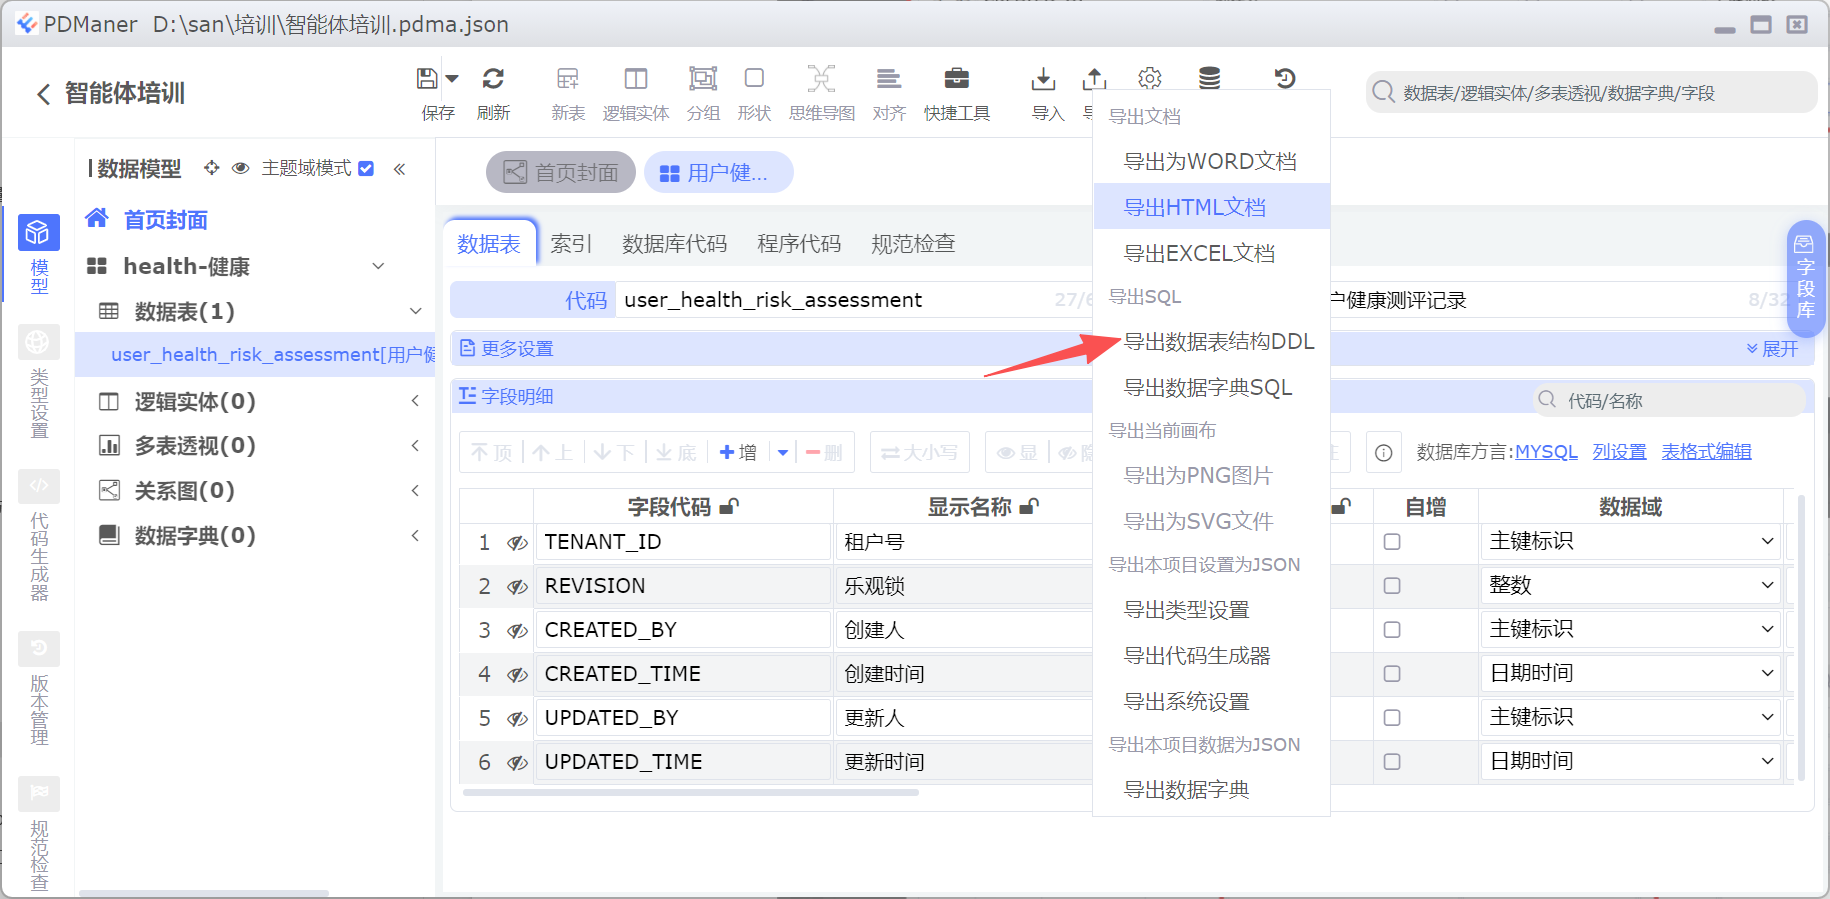 PDManer D:\san\培训\智能体培训.pdma.json
智能体培训
保存
刷新
新表
逻辑实体
分组
形状
思维导图
对齐
快捷工具
导入
数据表/逻辑实体/多表透视/数据字典/字段
模型
类型设置
代码生成器
版本管理
规范检查
数据模型
主题域模式
首页封面
health-健康
数据表(1)
user_health_risk_assessment[用户健
逻辑实体(0)
多表透视(0)
关系图(0)
数据字典(0)
首页封面
用户健...
数据表
索引
数据库代码
程序代码
规范检查
代码
user_health_risk_assessment
27/6
户健康测评记录
8/32
更多设置
展开
字段明细
代码/名称
顶
上
下
底
增
删
大小写
显
数据库方言:MYSQL
列设置
表格式编辑
字段代码
显示名称
自增
数据域
1 TENANT_ID 租户号 主键标识
2 REVISION 乐观锁 整数
3 CREATED_BY 创建人 主键标识
4 CREATED_TIME 创建时间 日期时间
5 UPDATED_BY 更新人 主键标识
6 UPDATED_TIME 更新时间 日期时间
导出文档
导出为WORD文档
导出HTML文档
导出EXCEL文档
导出SQL
导出数据表结构DDL
导出数据字典SQL
导出当前画布
导出为PNG图片
导出为SVG文件
导出本项目设置为JSON
导出类型设置
导出代码生成器
导出系统设置
导出本项目数据为JSON
导出数据字典
字段库